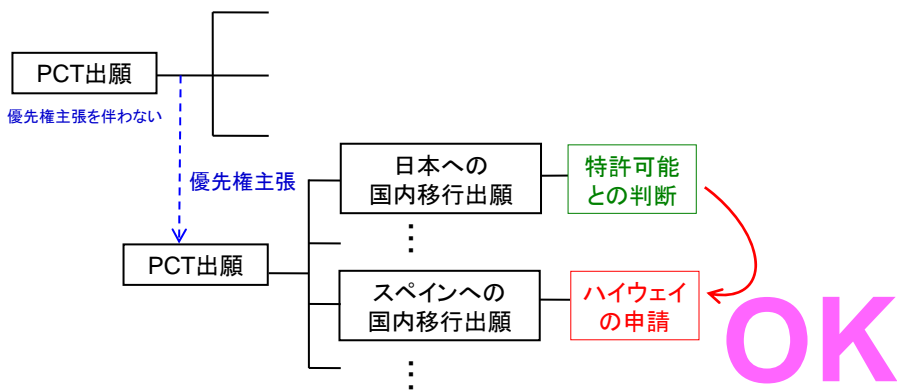 PCT出願
優先権主張を伴わない
優先権主張
日本への
国内移行出願
特許可能
との判断
PCT出願
スペインへの
国内移行出願
ハイウェイ
の申請
OK